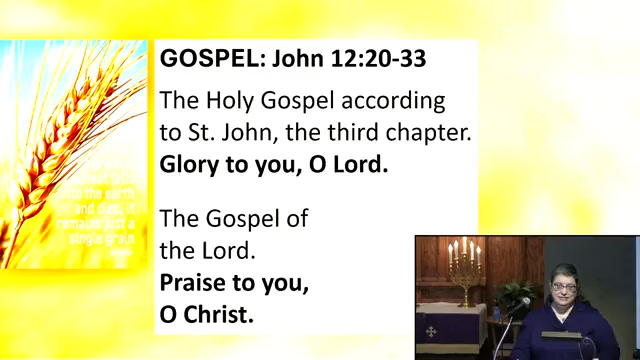 GOSPEL: John 12:20-33
The Holy Gospel according
to St. John, the third chapter.
Glory to you, O Lord.
The Gospel of
the Lord.
Praise to you,
O Christ.
to the earth
and dies, it
remains just a
single grain